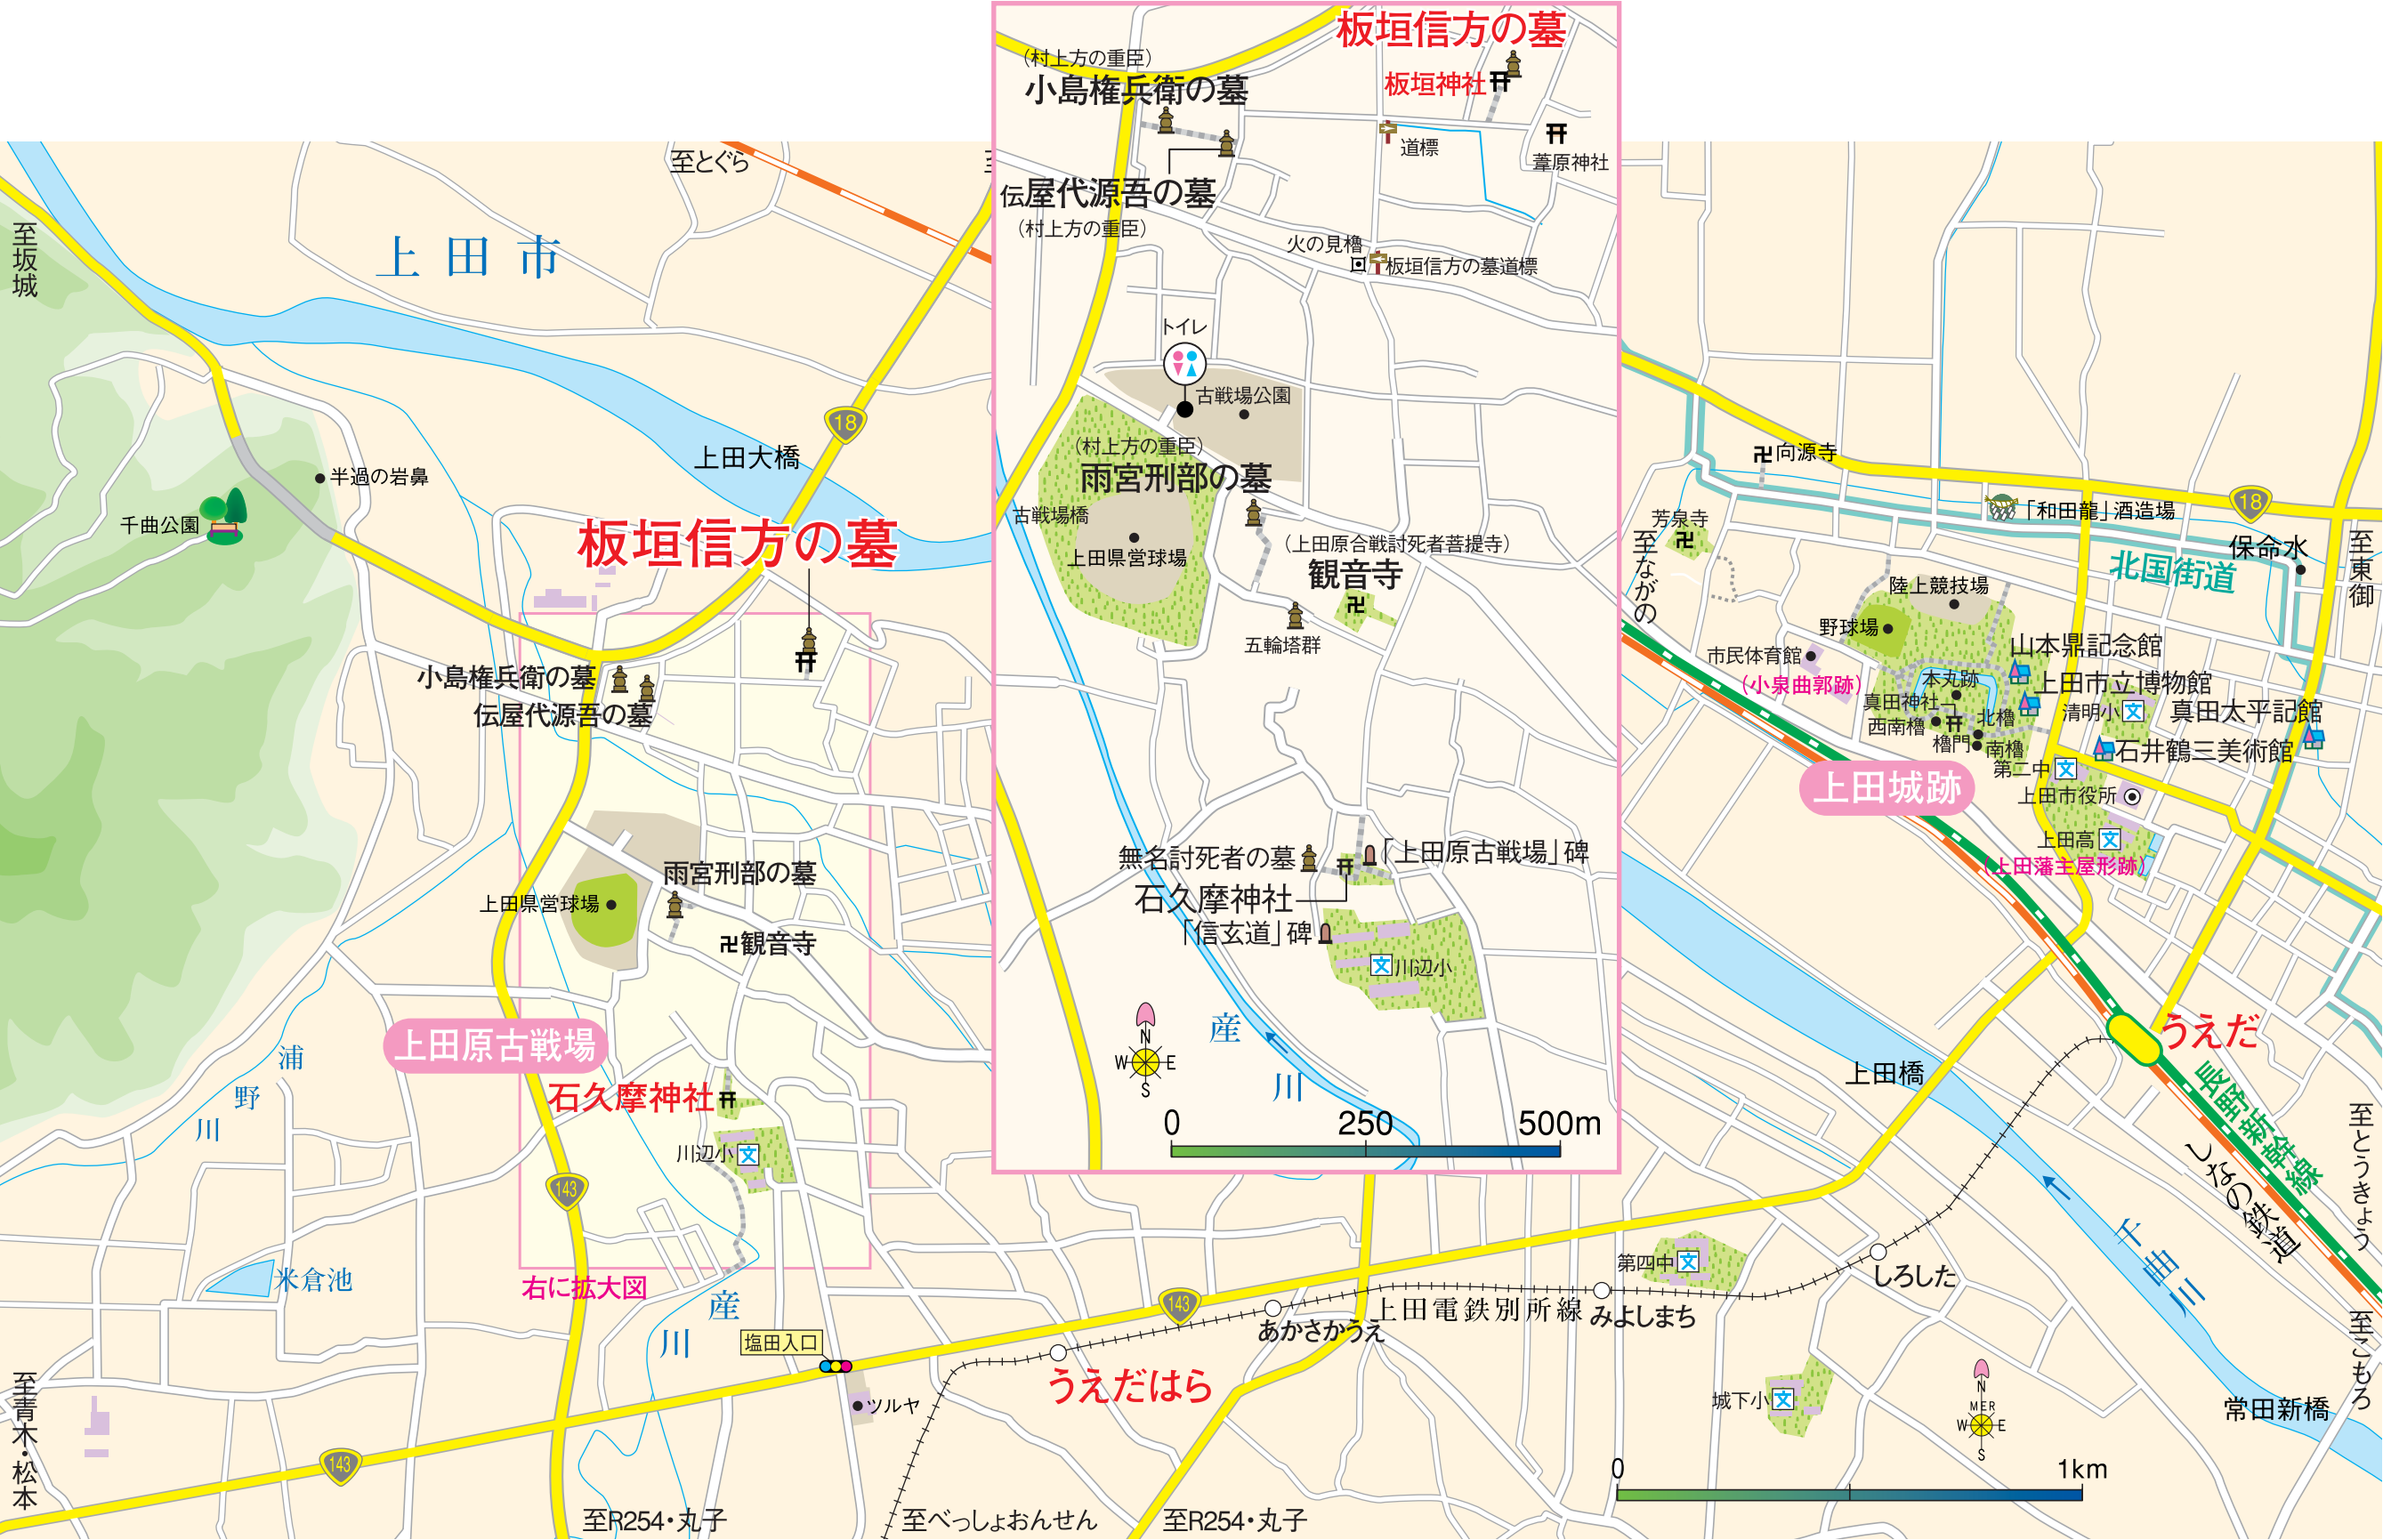 至とぐら
至坂城
上田市
18
上田大橋
半過の岩鼻
千曲公園
板垣信方の墓
小島権兵衛の墓
伝屋代源吾の墓
雨宮刑部の墓
上田県営球場
観音寺
上田原古戦場
石久摩神社
川辺小
浦野川
143
米倉池
右に拡大図
産川
塩田入口
ツルヤ
143
至青木・松本
至R254・丸子
至べっしょおんせん
至R254・丸子
うえだはら
143
あかさかうえ
上田電鉄別所線
みよしまち
板垣信方の墓
板垣神社
(村上方の重臣)
小島権兵衛の墓
道標
葦原神社
伝屋代源吾の墓
(村上方の重臣)
火の見櫓
板垣信方の墓道標
トイレ
古戦場公園
(村上方の重臣)
雨宮刑部の墓
古戦場橋
上田県営球場
(上田原合戦討死者菩提寺)
観音寺
五輪塔群
無名討死者の墓
「上田原古戦場」碑
石久摩神社
「信玄道」碑
川辺小
産川
N
W E
S
0 250 500m
向源寺
芳泉寺
至ながの
「和田龍」酒造場
18
保命水
北国街道
至東御
陸上競技場
野球場
市民体育館
(小泉曲郭跡)
山本鼎記念館
上田市立博物館
本丸跡
真田神社
西南櫓
北櫓
櫓門
南櫓
清明小
真田太平記館
石井鶴三美術館
第二中
上田市役所
上田城跡
上田高
(上田藩主屋形跡)
うえだ
上田橋
長野新幹線
しなの鉄道
至とうきょう
千曲川
第四中
しろした
至こもろ
城下小
常田新橋
N
MER
W E
S
0 1km